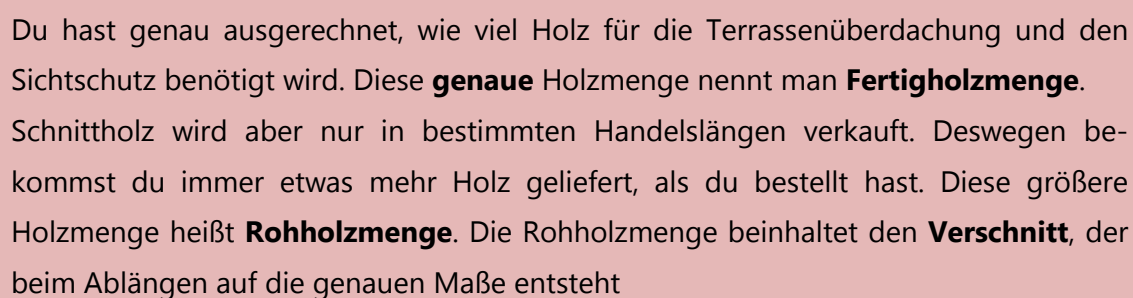 Du hast genau ausgerechnet, wie viel Holz für die Terrassenüberdachung und den
Sichtschutz benötigt wird. Diese genaue Holzmenge nennt man Fertigholzmenge.
Schnittholz wird aber nur in bestimmten Handelslängen verkauft. Deswegen be-
kommst du immer etwas mehr Holz geliefert, als du bestellt hast. Diese größere
Holzmenge heißt Rohholzmenge. Die Rohholzmenge beinhaltet den Verschnitt, der
beim Ablängen auf die genauen Maße entsteht